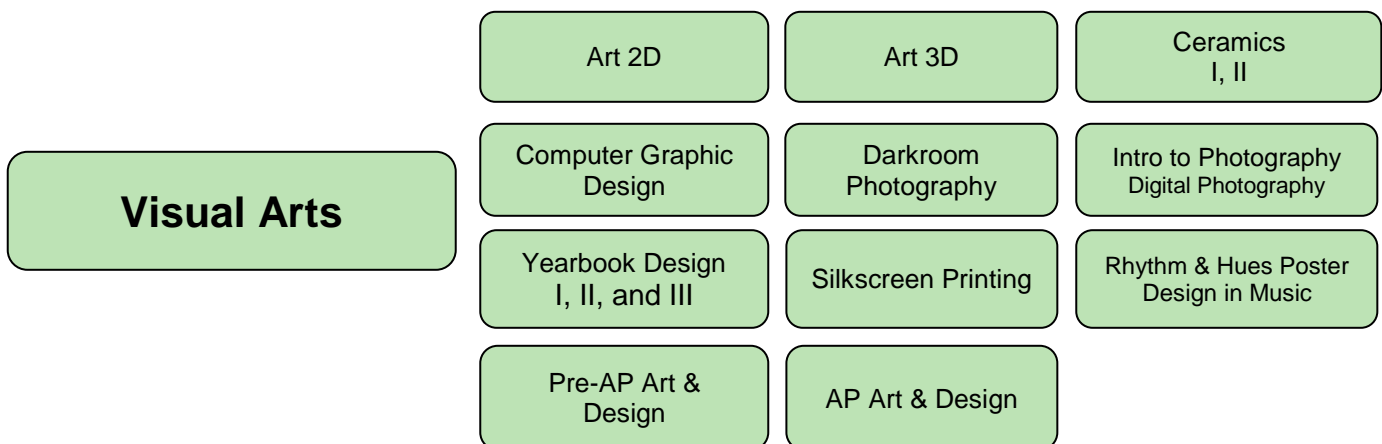 Visual Arts
Art 2D
Art 3D
Ceramics
I, II
Computer Graphic
Design
Darkroom
Photography
Intro to Photography
Digital Photography
Yearbook Design
I, II, and III
Silkscreen Printing
Rhythm & Hues Poster
Design in Music
Pre-AP Art &
Design
AP Art & Design